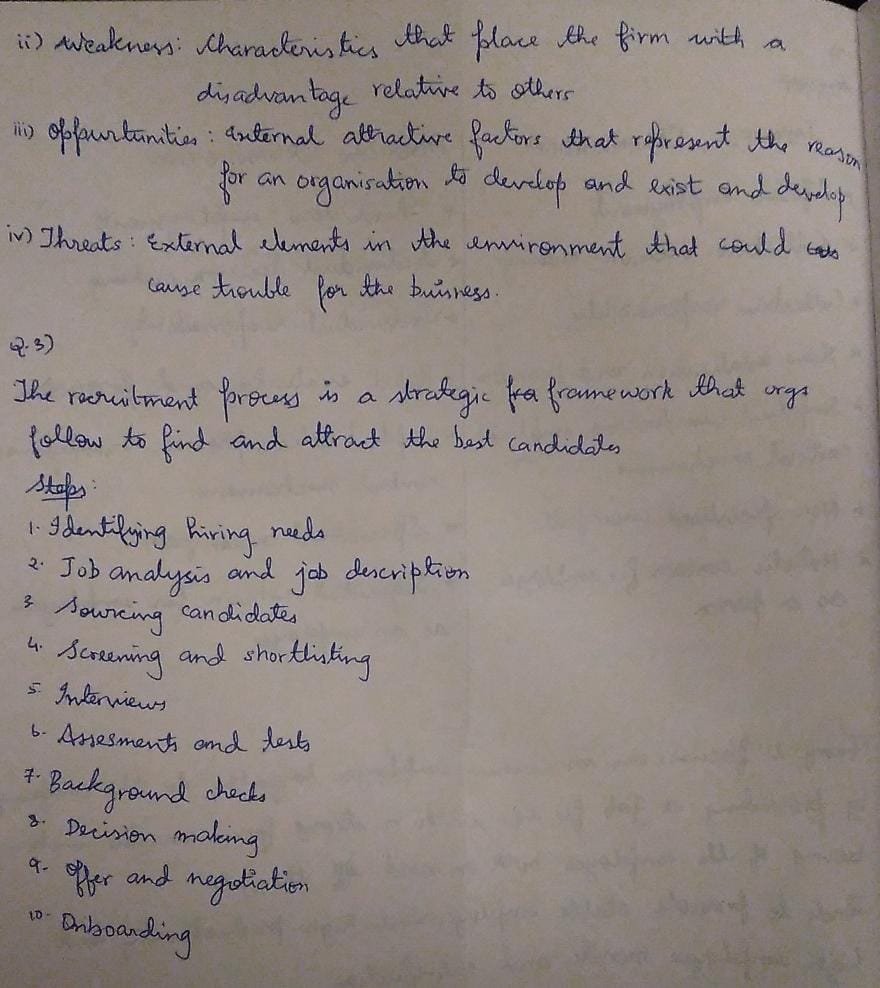 ii) Weakness: Characteristics that place the firm with a
disadvantage relative to others
iii) Oppourtunities: External attractive factors that represent the reason
for an organisation to develop and exist and develop
iv) Threats: External elements in the environment that could
cause trouble for the buisness.
Q.3)
The recruitment process is a strategic fra framework that orgs
follow to find and attract the best candidates
Steps:
1. Identifying hiring needs
2. Job analysis and job description
3 Sourcing candidates
4. Screening and shortlisting
5. Interviews
6. Assesments and tests
7. Background checks
8. Decision making
9. Offer and negotiation
10. Onboarding